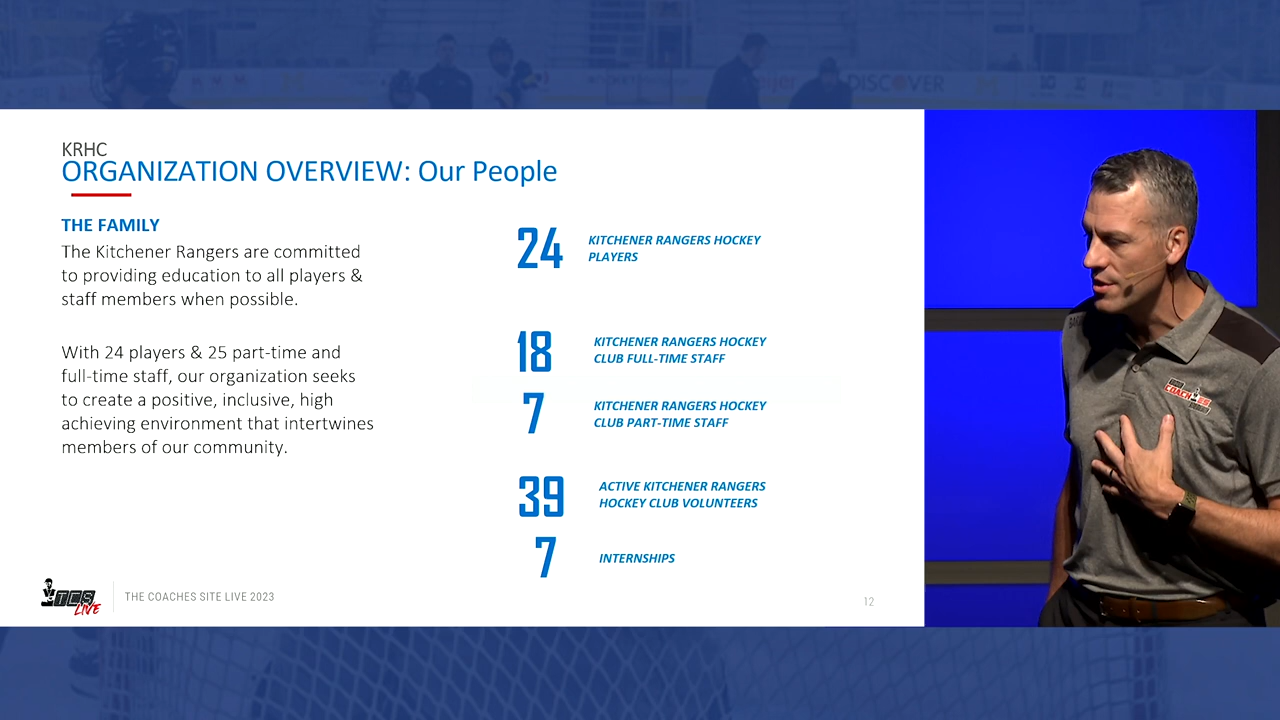 DISCOVER
KRHC
ORGANIZATION OVERVIEW: Our People
THE FAMILY
The Kitchener Rangers are committed
to providing education to all players &
staff members when possible.
With 24 players & 25 part-time and
full-time staff, our organization seeks
to create a positive, inclusive, high
achieving environment that intertwines
members of our community.
24 KITCHENER RANGERS HOCKEY
PLAYERS
18 KITCHENER RANGERS HOCKEY
CLUB FULL-TIME STAFF
7 KITCHENER RANGERS HOCKEY
CLUB PART-TIME STAFF
39 ACTIVE KITCHENER RANGERS
HOCKEY CLUB VOLUNTEERS
7 INTERNSHIPS
TCS
LIVE
THE COACHES SITE LIVE 2023
12
COACHES